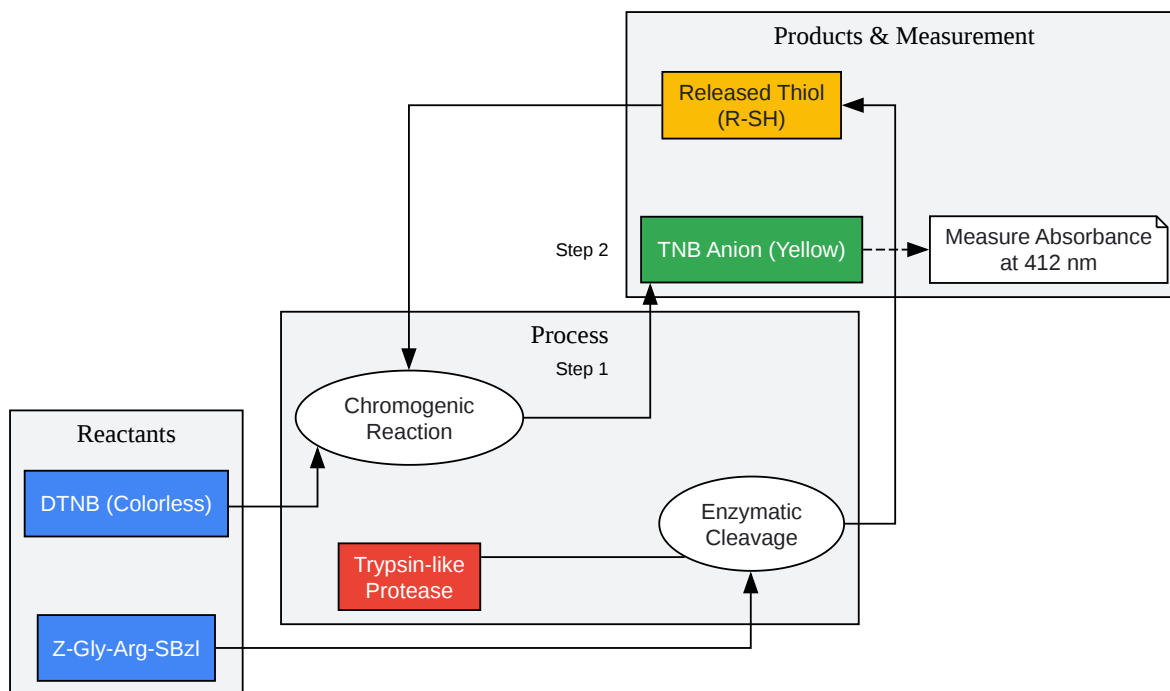 Products & Measurement
Released Thiol
(R-SH)
Step 2
TNB Anion (Yellow)
Measure Absorbance
at 412 nm
Process
Step 1
Chromogenic
Reaction
Reactants
DTNB (Colorless)
Enzymatic
Cleavage
Trypsin-like
Protease
Z-Gly-Arg-SBzl